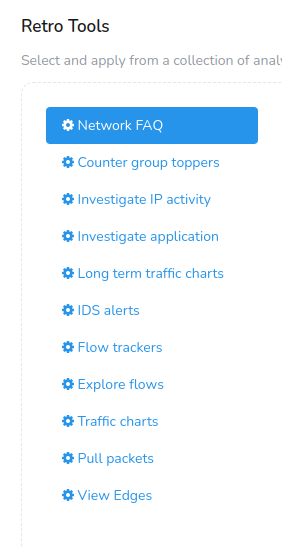 Retro Tools
Select and apply from a collection of
Network FAQ
Counter group toppers
Investigate IP activity
Investigate application
Long term traffic charts
IDS alerts
Flow trackers
Explore flows
Traffic charts
Pull packets
View Edges